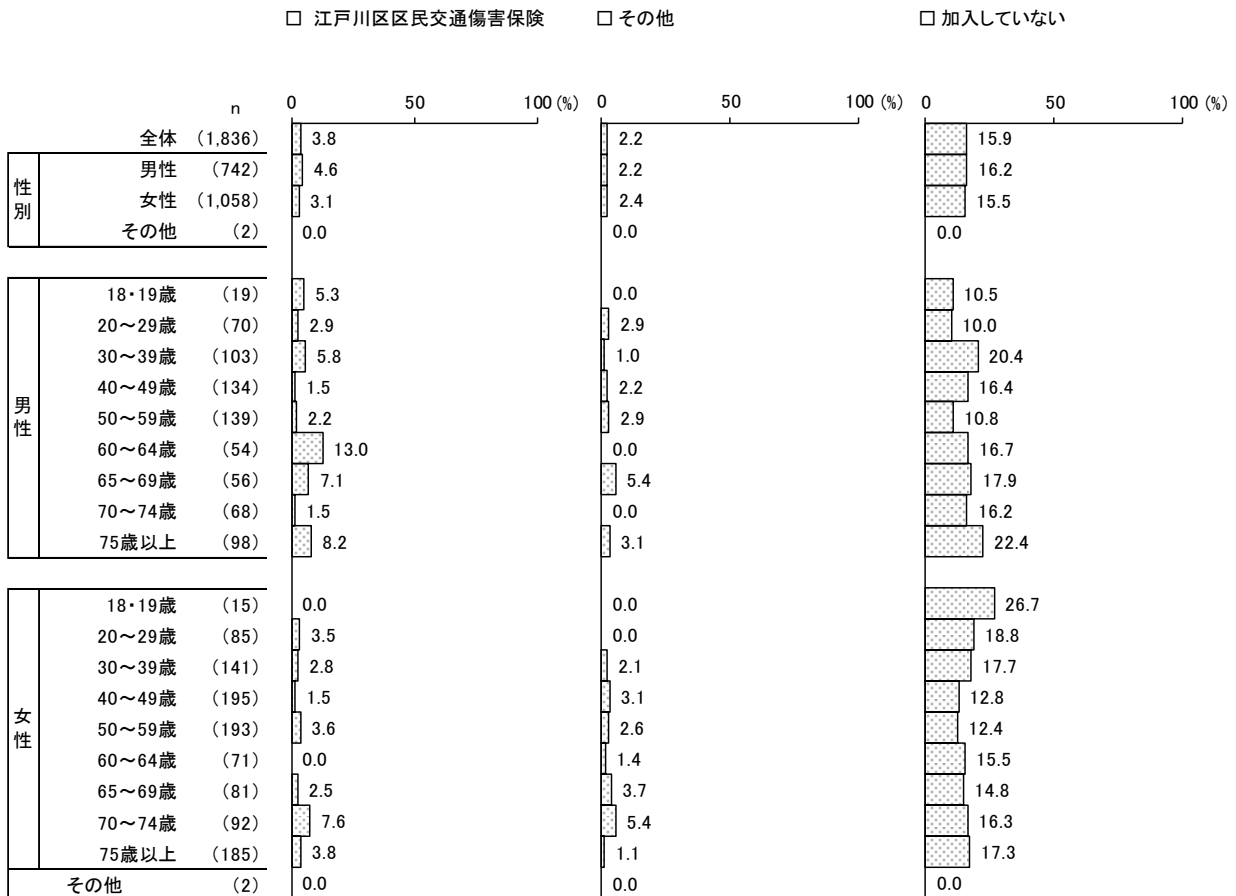 □ 江戸川区区民交通傷害保険 □ その他 □ 加入していない
n 0 50 100 (%) 0 50 100 (%) 0 50 100 (%)
全体 (1,836) 3.8 2.2 15.9
性別
男性 (742) 4.6 2.2 16.2
女性 (1,058) 3.1 2.4 15.5
その他 (2) 0.0 0.0 0.0
男性
18・19歳 (19) 5.3 0.0 10.5
20～29歳 (70) 2.9 2.9 10.0
30～39歳 (103) 5.8 1.0 20.4
40～49歳 (134) 1.5 2.2 16.4
50～59歳 (139) 2.2 2.9 10.8
60～64歳 (54) 13.0 0.0 16.7
65～69歳 (56) 7.1 5.4 17.9
70～74歳 (68) 1.5 0.0 16.2
75歳以上 (98) 8.2 3.1 22.4
女性
18・19歳 (15) 0.0 0.0 26.7
20～29歳 (85) 3.5 0.0 18.8
30～39歳 (141) 2.8 2.1 17.7
40～49歳 (195) 1.5 3.1 12.8
50～59歳 (193) 3.6 2.6 12.4
60～64歳 (71) 0.0 1.4 15.5
65～69歳 (81) 2.5 3.7 14.8
70～74歳 (92) 7.6 5.4 16.3
75歳以上 (185) 3.8 1.1 17.3
その他 (2) 0.0 0.0 0.0